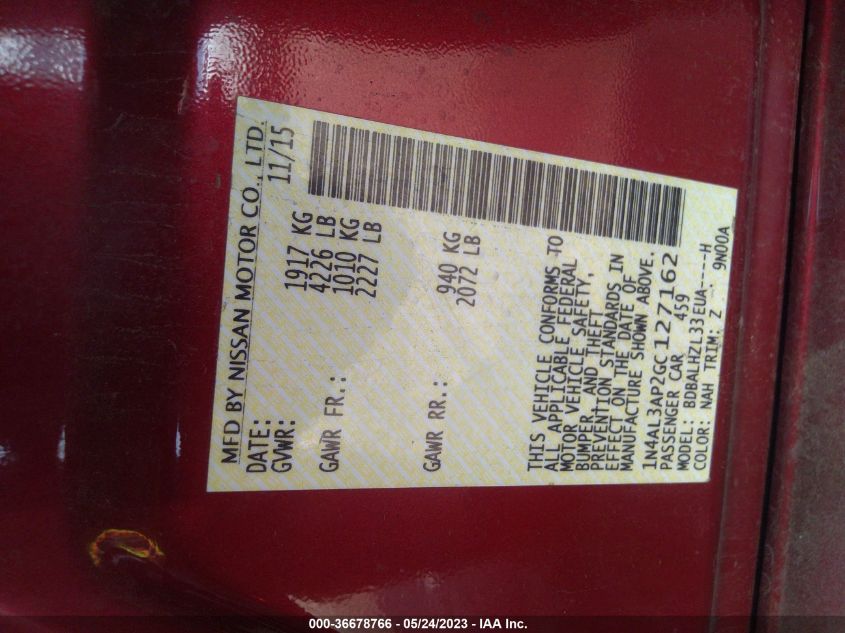 MFD BY NISSAN MOTOR CO., LTD.
DATE: 11/15
GVWR: 1917 KG
4226 LB
GAWR FR.: 1010 KG
2227 LB
GAWR RR.: 940 KG
2072 LB
THIS VEHICLE CONFORMS TO
ALL APPLICABLE FEDERAL
MOTOR VEHICLE SAFETY,
BUMPER, AND THEFT
PREVENTION STANDARDS IN
EFFECT ON THE DATE OF
MANUFACTURE SHOWN ABOVE.
1N4AL3AP2GC127162
PASSENGER CAR 459
MODEL: BDBALHZL33EUA----H
COLOR: NAH TRIM: Z 9N00A
000-36678766 - 05/24/2023 - IAA Inc.